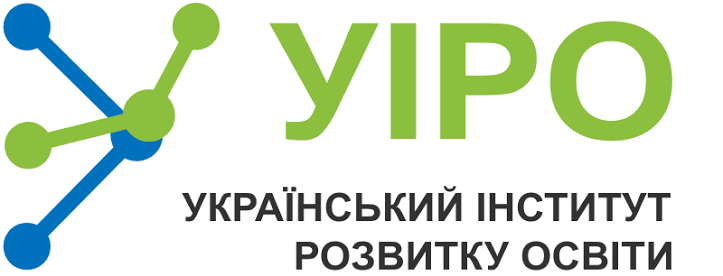 УІРО
УКРАЇНСЬКИЙ ІНСТИТУТ
РОЗВИТКУ ОСВІТИ